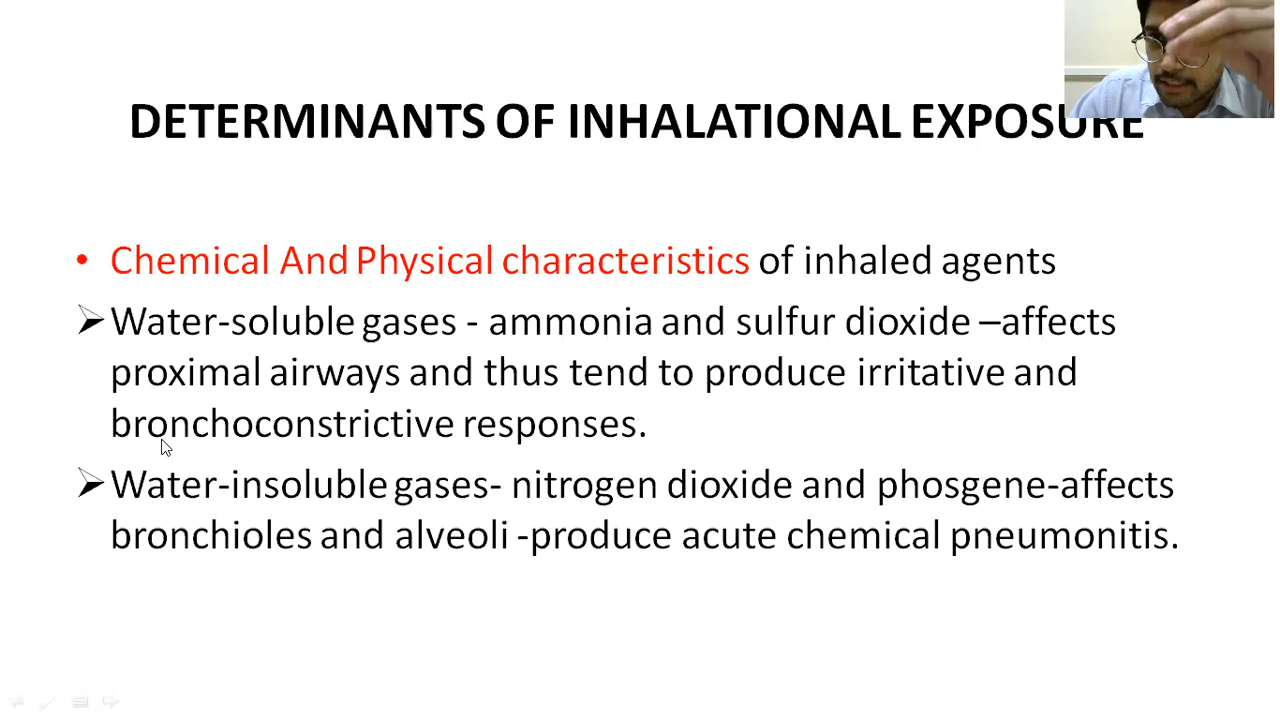 DETERMINANTS OF INHALATIONAL EXPOSURE
• Chemical And Physical characteristics of inhaled agents
➢ Water-soluble gases - ammonia and sulfur dioxide –affects
proximal airways and thus tend to produce irritative and
bronchoconstrictive responses.
➢ Water-insoluble gases- nitrogen dioxide and phosgene-affects
bronchioles and alveoli -produce acute chemical pneumonitis.